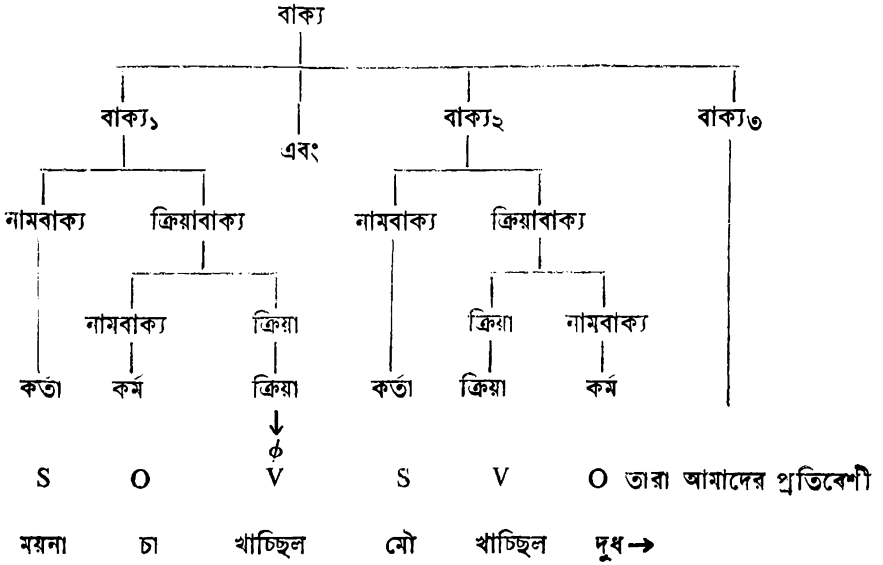 বাক্য
বাক্য১ বাক্য২ বাক্য৩
এবং
নামবাক্য ক্রিয়াবাক্য নামবাক্য ক্রিয়াবাক্য
নামবাক্য ক্রিয়া ক্রিয়া নামবাক্য
কর্তা কর্ম ক্রিয়া কর্তা ক্রিয়া কর্ম
↓
ϕ
S O V S V O তারা আমাদের প্রতিবেশী
ময়না চা খাচ্ছিল মৌ খাচ্ছিল দুধ→